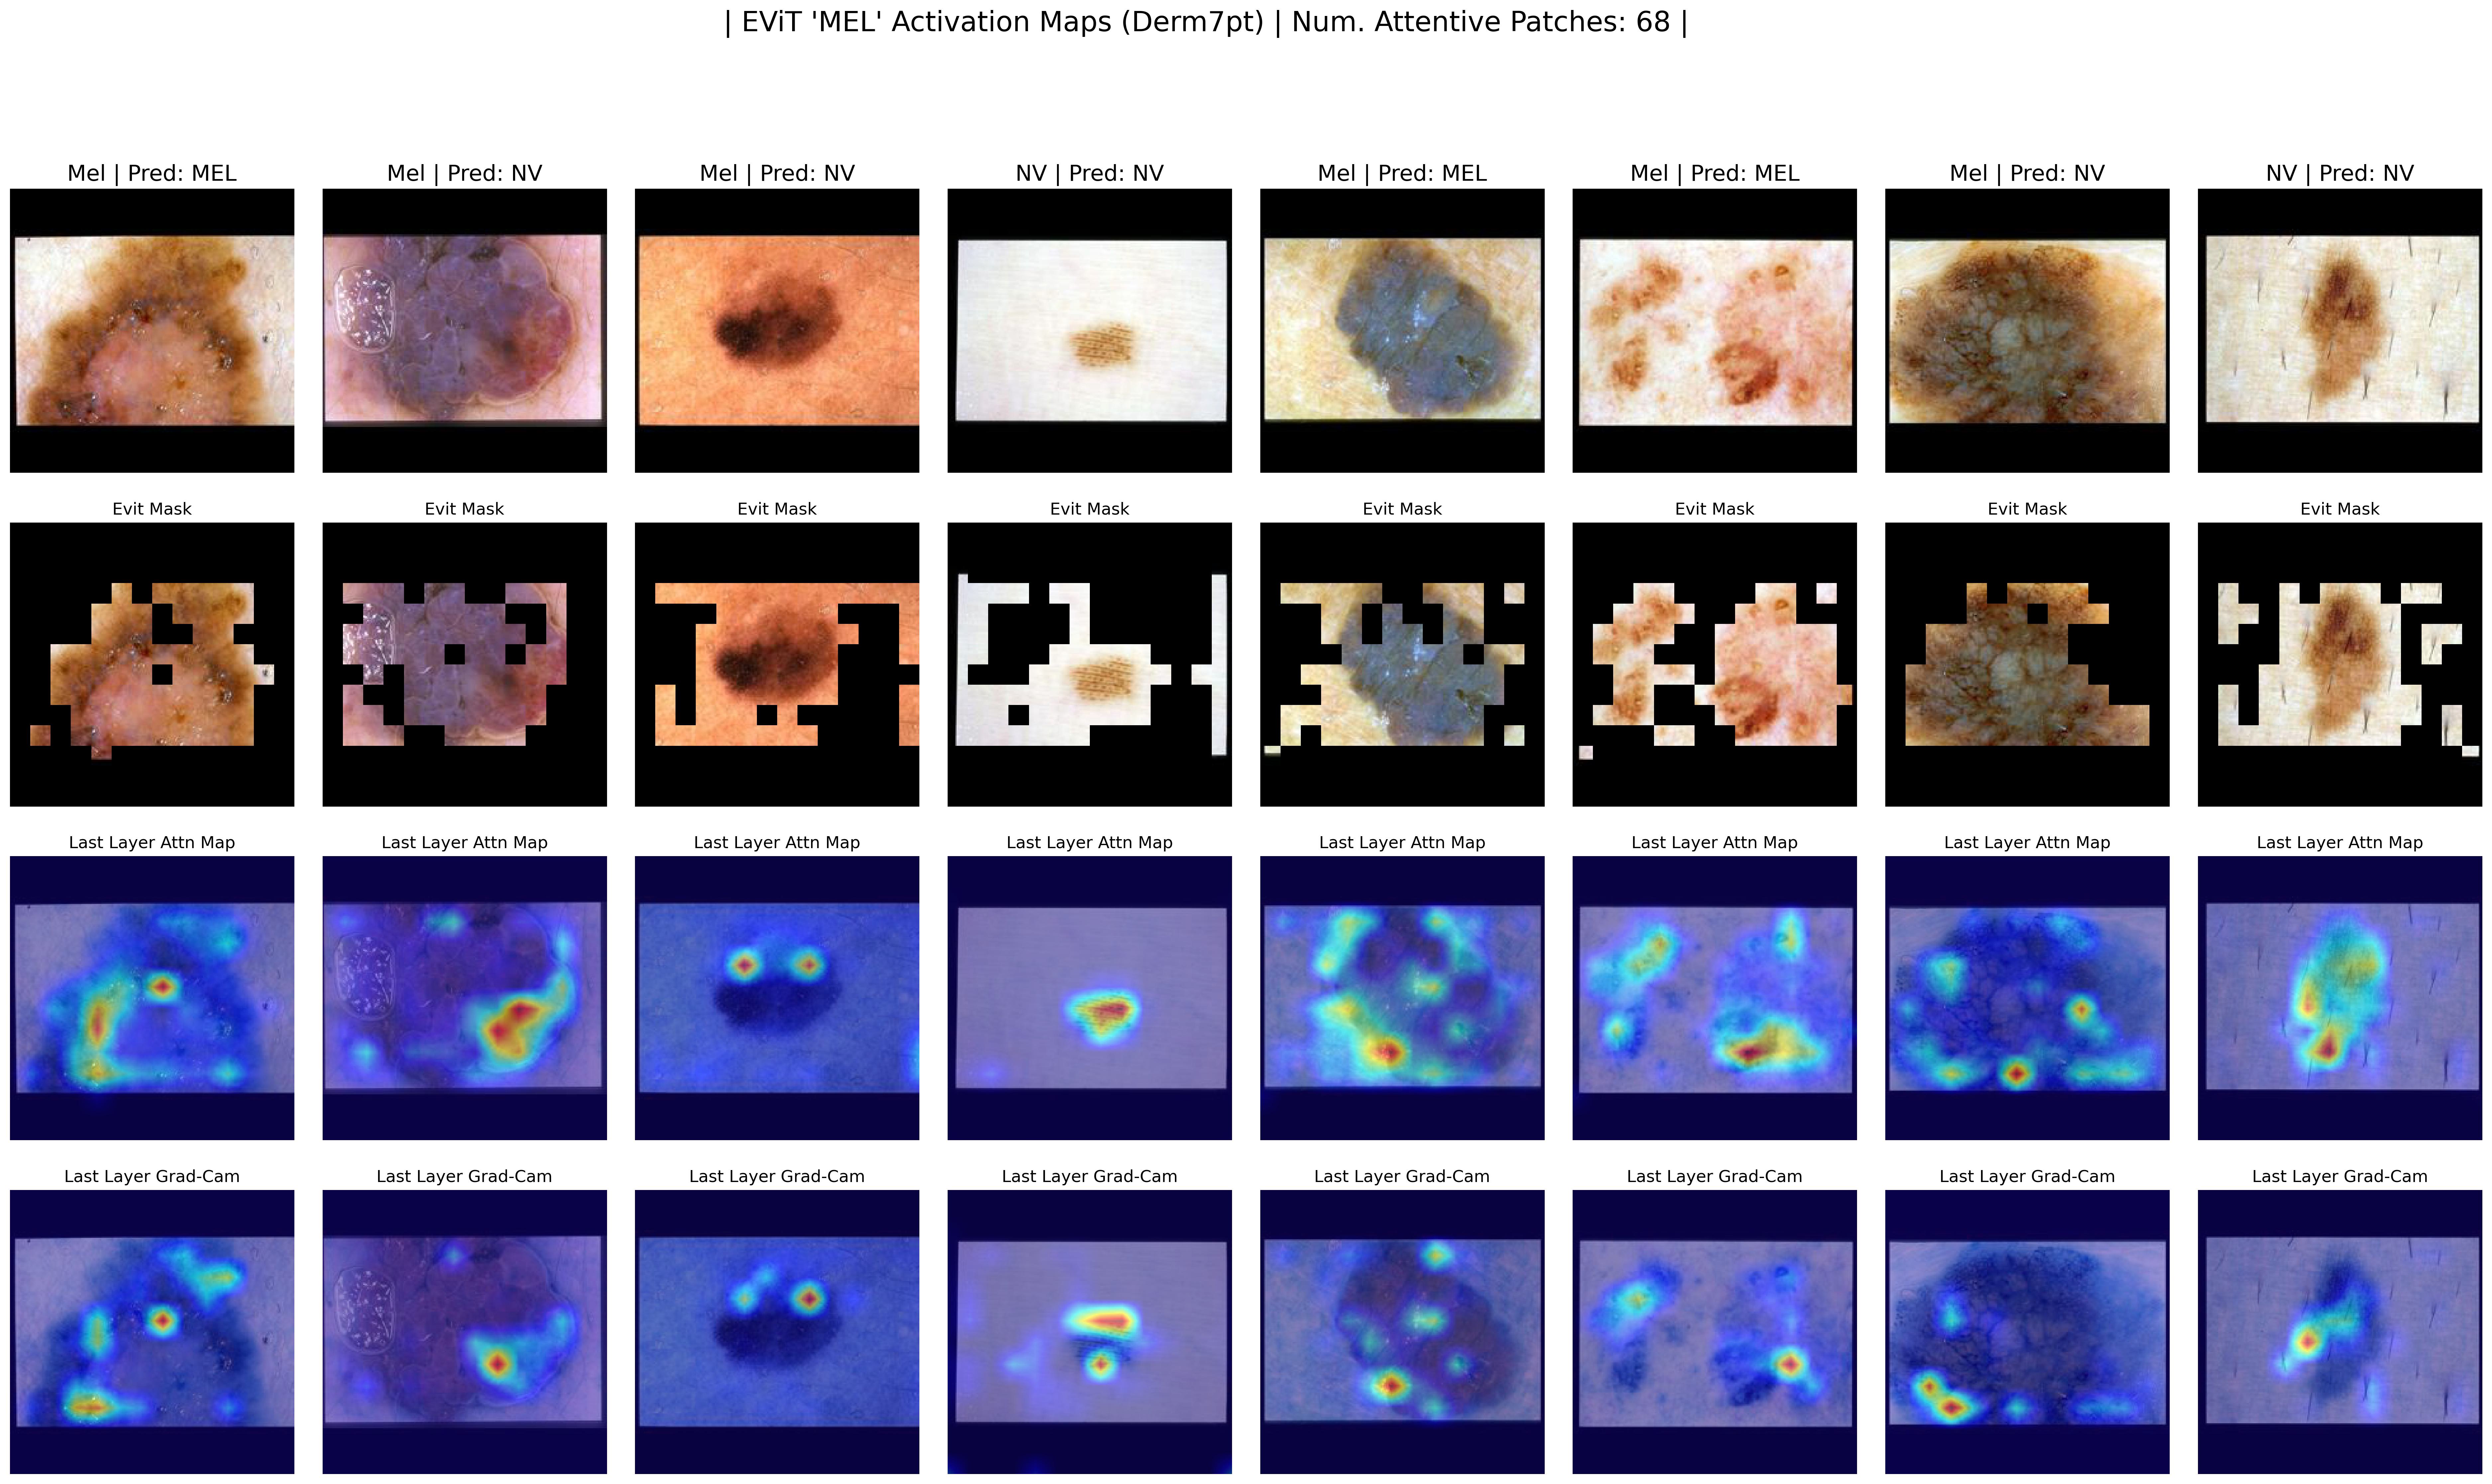 | EViT 'MEL' Activation Maps (Derm7pt) | Num. Attentive Patches: 68 |
Mel | Pred: MEL
Mel | Pred: NV
Mel | Pred: NV
NV | Pred: NV
Mel | Pred: MEL
Mel | Pred: MEL
Mel | Pred: NV
NV | Pred: NV
Evit Mask
Evit Mask
Evit Mask
Evit Mask
Evit Mask
Evit Mask
Evit Mask
Evit Mask
Last Layer Attn Map
Last Layer Attn Map
Last Layer Attn Map
Last Layer Attn Map
Last Layer Attn Map
Last Layer Attn Map
Last Layer Attn Map
Last Layer Attn Map
Last Layer Grad-Cam
Last Layer Grad-Cam
Last Layer Grad-Cam
Last Layer Grad-Cam
Last Layer Grad-Cam
Last Layer Grad-Cam
Last Layer Grad-Cam
Last Layer Grad-Cam